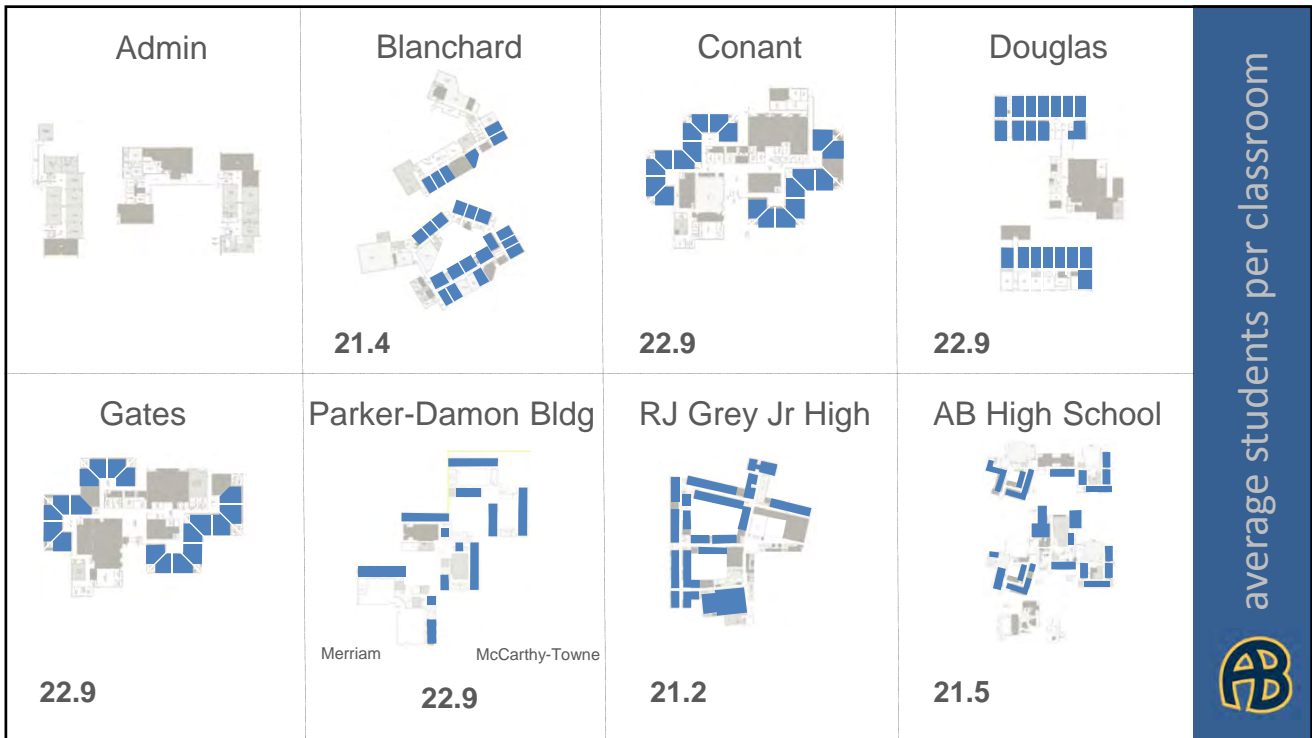 Admin
Blanchard
21.4
Conant
22.9
Douglas
22.9
Gates
22.9
Parker-Damon Bldg
Merriam
McCarthy-Towne
22.9
RJ Grey Jr High
21.2
AB High School
21.5
average students per classroom
AB